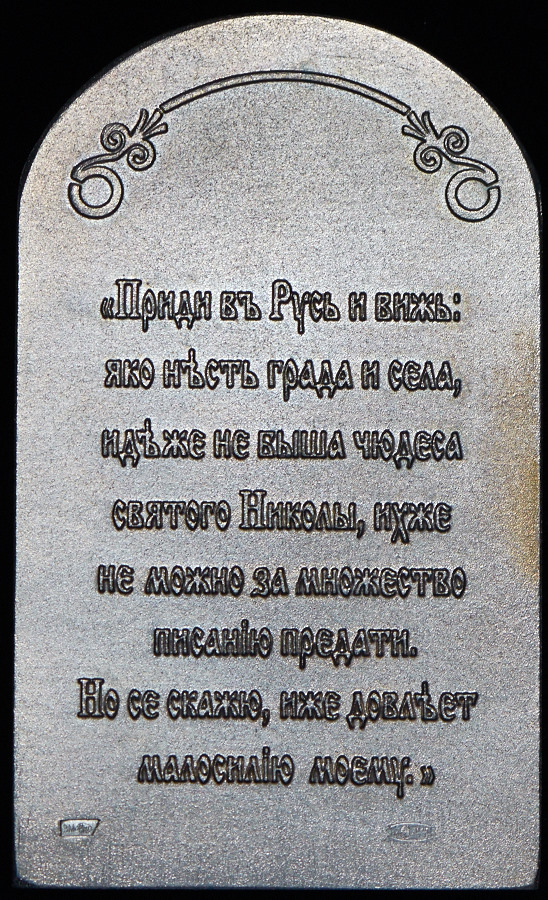 «Приди въ Русь и вижь:
яко нѣсть града и села,
идѣже не быша чюдеса
святого Николы, ихже
не можно за множество
писанію предати.
Но се скажю, иже довлѣет
малосилію моему.»